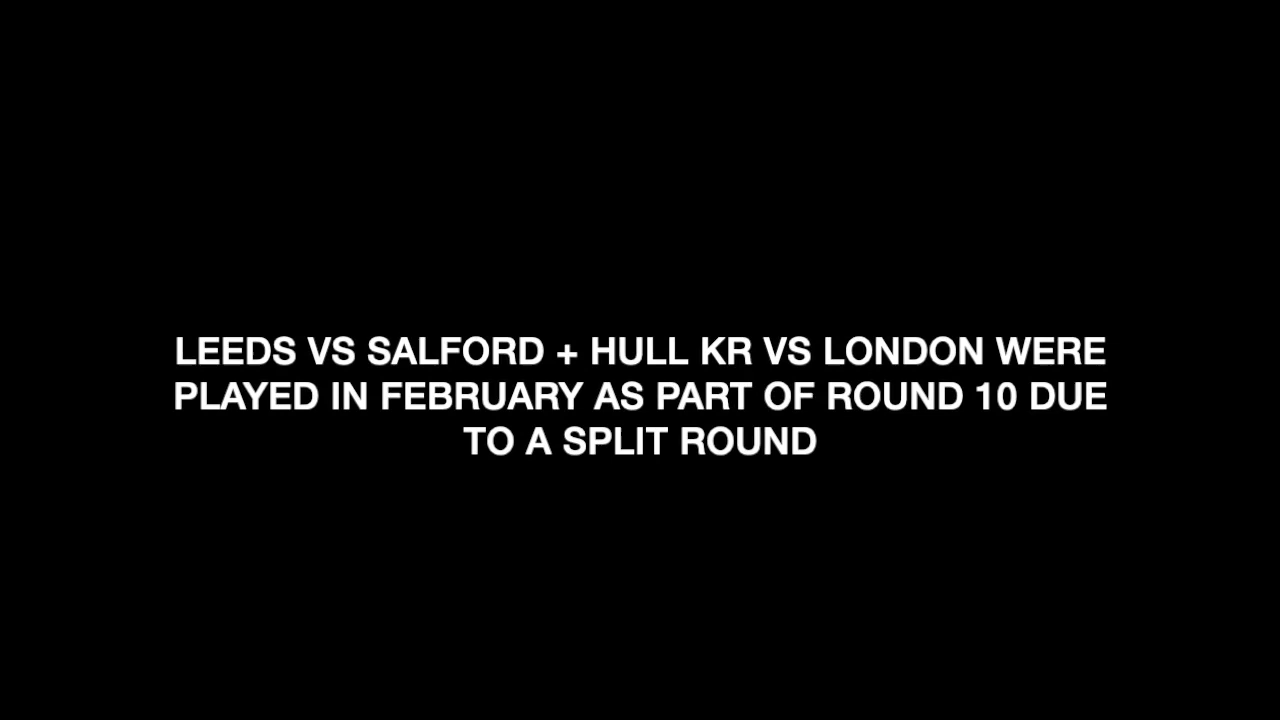 LEEDS VS SALFORD + HULL KR VS LONDON WERE
PLAYED IN FEBRUARY AS PART OF ROUND 10 DUE
TO A SPLIT ROUND